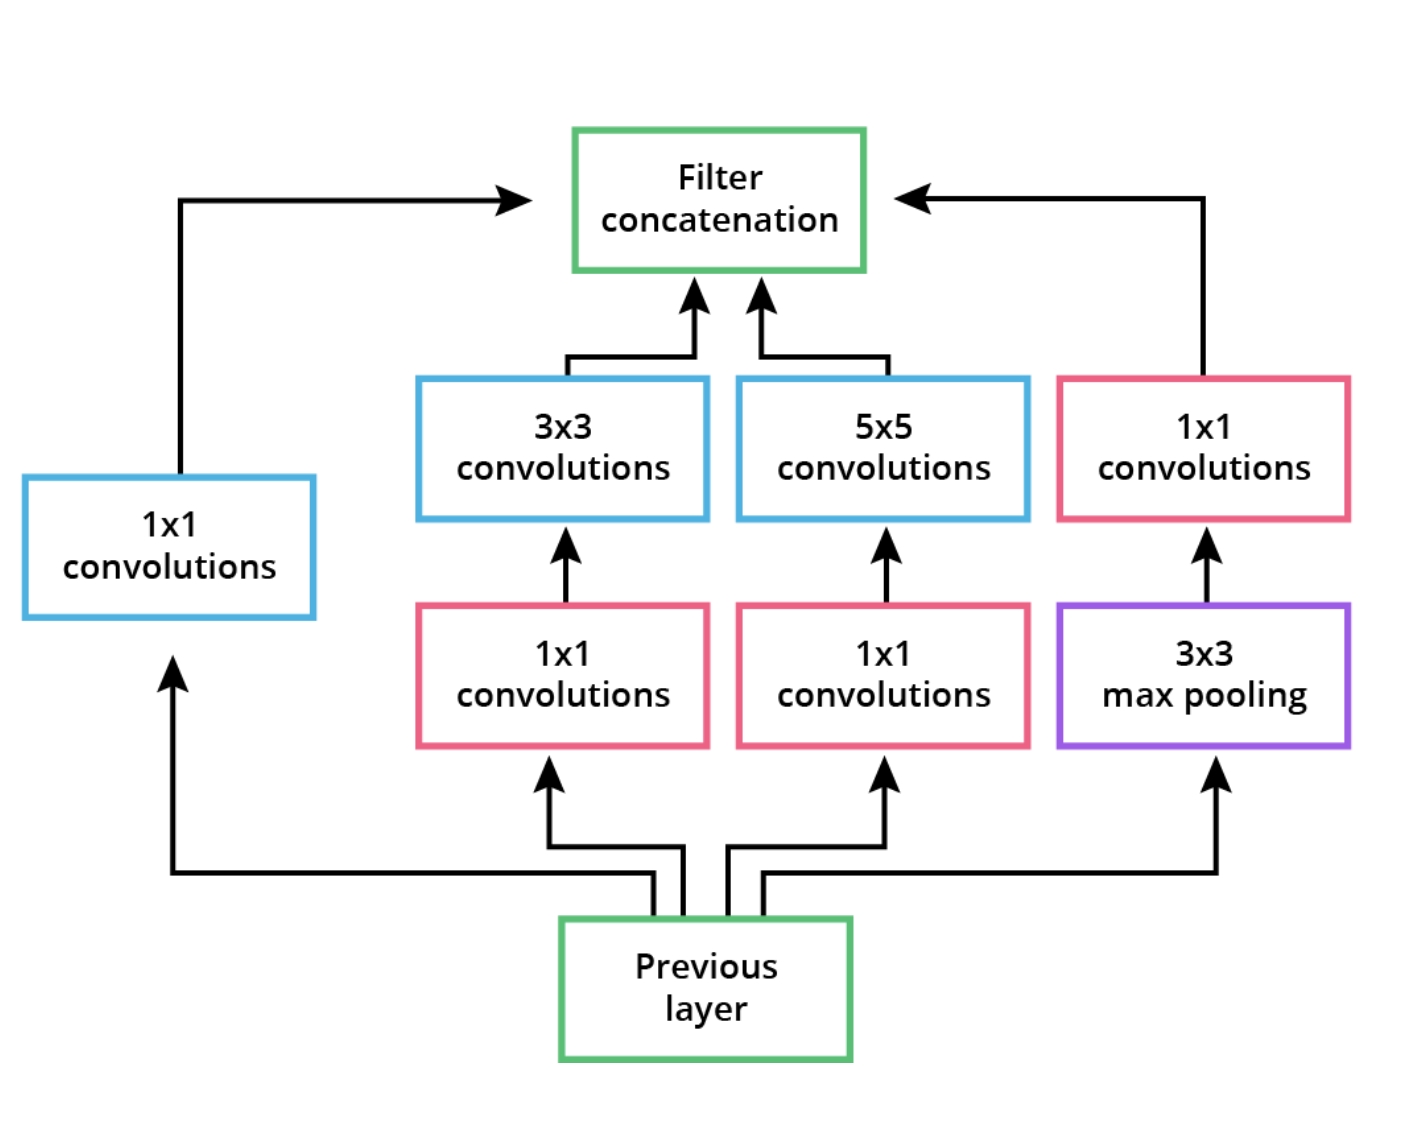 Filter
concatenation
3x3
convolutions
5x5
convolutions
1x1
convolutions
1x1
convolutions
1x1
convolutions
1x1
convolutions
3x3
max pooling
Previous
layer